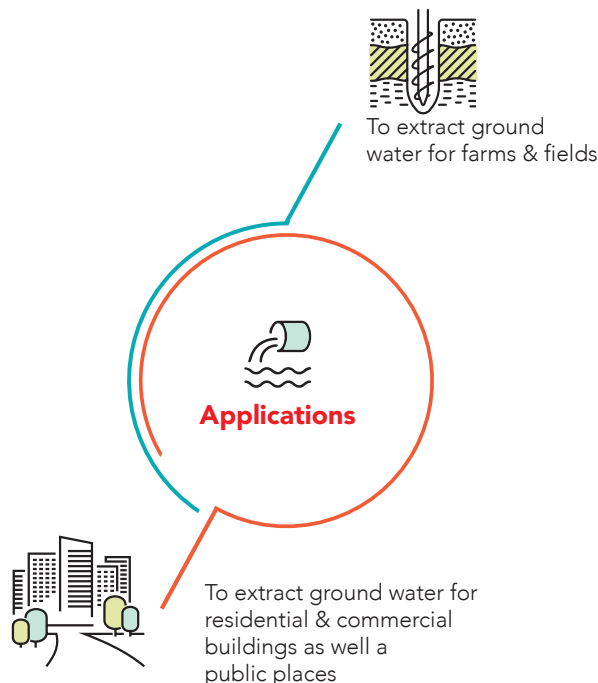 To extract ground
water for farms & fields
Applications
To extract ground water for
residential & commercial
buildings as well a
public places